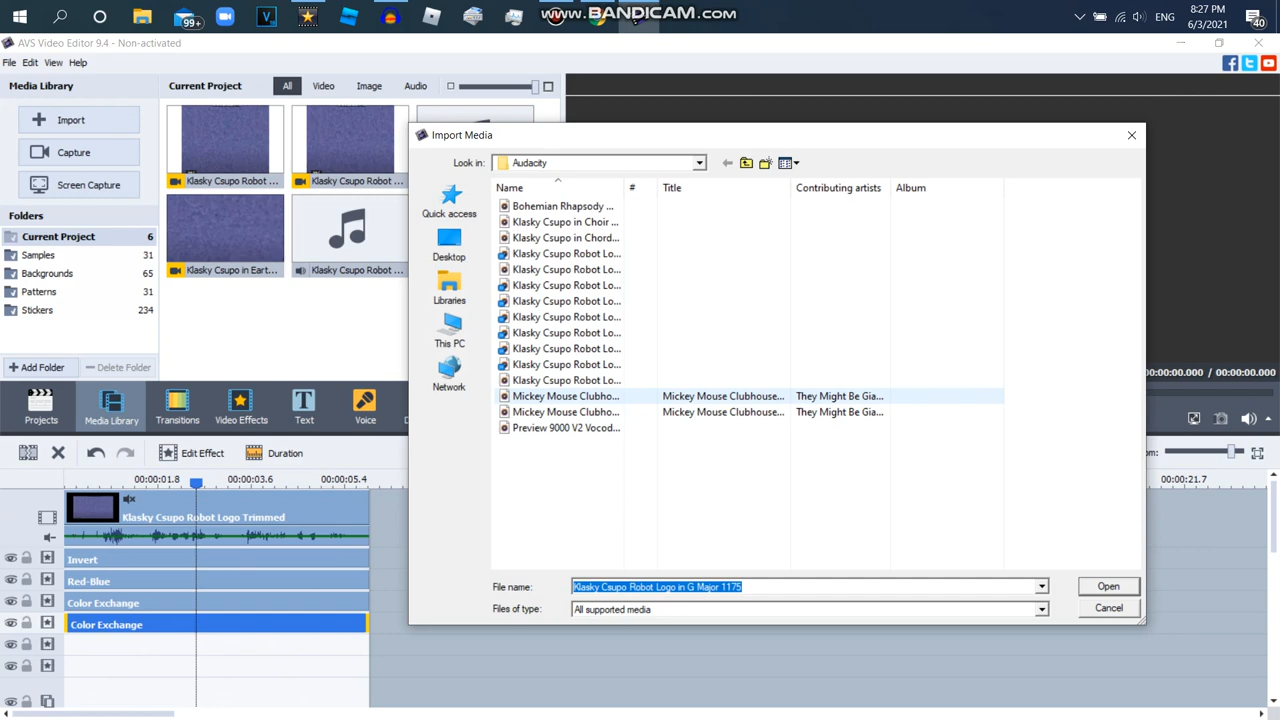 www.BANDICAM.com
99+
ENG
8:27 PM
6/3/2021
40
AVS Video Editor 9.4 - Non-activated
File Edit View Help
Media Library
Import
Capture
Screen Capture
Folders
Current Project 6
Samples 31
Backgrounds 65
Patterns 31
Stickers 234
Add Folder
Delete Folder
Current Project
All
Video
Image
Audio
Klasky Csupo Robot ...
Klasky Csupo Robot ...
Klasky Csupo in Eart...
Klasky Csupo Robot ...
Import Media
Look in:
Audacity
Name
#
Title
Contributing artists
Album
Quick access
Desktop
Libraries
This PC
Network
Bohemian Rhapsody ...
Klasky Csupo in Choir ...
Klasky Csupo in Chord...
Klasky Csupo Robot Lo...
Klasky Csupo Robot Lo...
Klasky Csupo Robot Lo...
Klasky Csupo Robot Lo...
Klasky Csupo Robot Lo...
Klasky Csupo Robot Lo...
Klasky Csupo Robot Lo...
Klasky Csupo Robot Lo...
Klasky Csupo Robot Lo...
Mickey Mouse Clubho... Mickey Mouse Clubhouse... They Might Be Gia...
Mickey Mouse Clubho... Mickey Mouse Clubhouse... They Might Be Gia...
Preview 9000 V2 Vocod...
File name:
Klasky Csupo Robot Logo in G Major 1175
Open
Files of type:
All supported media
Cancel
00:00:00.000 / 00:00:00.000
Projects
Media Library
Transitions
Video Effects
Text
Voice
Edit Effect
Duration
00:00:01.8
00:00:03.6
00:00:05.4
00:00:21.7
Klasky Csupo Robot Logo Trimmed
Invert
Red-Blue
Color Exchange
Color Exchange